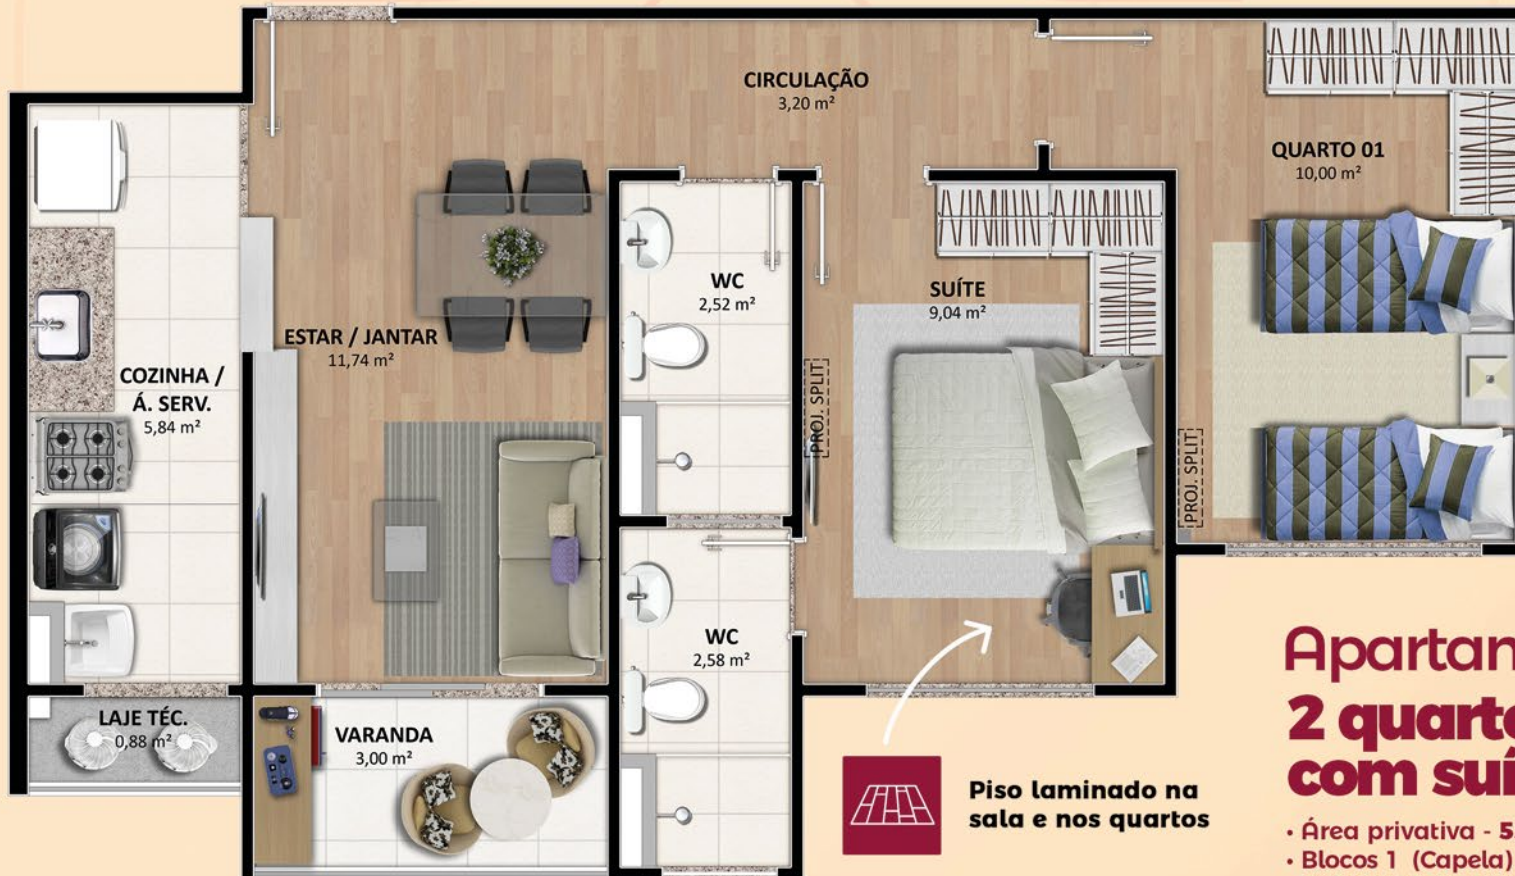 CIRCULAÇÃO
3,20 m²
QUARTO 01
10,00 m²
WC
2,52 m²
SUÍTE
9,04 m²
ESTAR / JANTAR
11,74 m²
COZINHA /
Á. SERV.
5,84 m²
PROJ. SPLIT
PROJ. SPLIT
WC
2,58 m²
LAJE TÉC.
0,88 m²
VARANDA
3,00 m²
Piso laminado na
sala e nos quartos
2
com
• Área privativa -
• Blocos 1 (Capela)